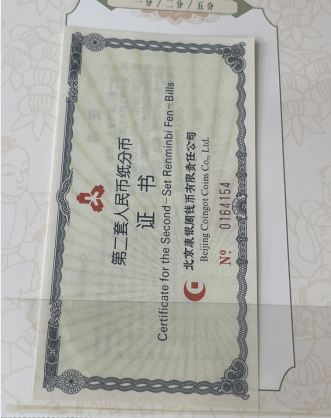 一分/二分/五分
第二套人民币纸分币
证书
Certificate for the Second-Set Renminbi Fen-Bills
北京康银阁钱币有限责任公司
Beijing Coingot Coins Co., Ltd.
Nº 0164154